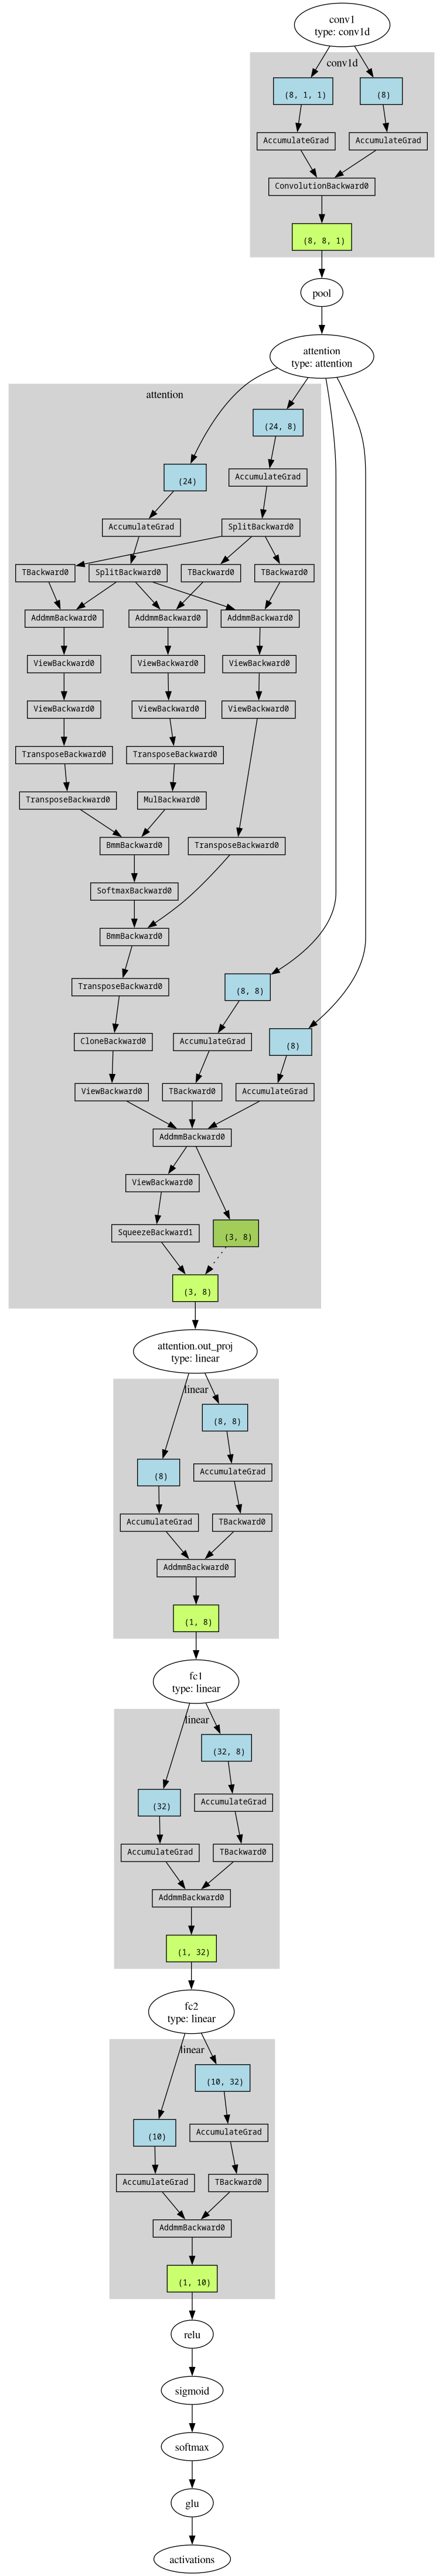 conv1
type: conv1d
conv1d
(8, 1, 1)
(8)
AccumulateGrad
AccumulateGrad
ConvolutionBackward0
(8, 8, 1)
pool
attention
type: attention
attention
(24, 8)
(24)
AccumulateGrad
AccumulateGrad
SplitBackward0
TBackward0
SplitBackward0
TBackward0
TBackward0
AddmmBackward0
AddmmBackward0
AddmmBackward0
ViewBackward0
ViewBackward0
ViewBackward0
ViewBackward0
ViewBackward0
ViewBackward0
TransposeBackward0
TransposeBackward0
TransposeBackward0
MulBackward0
BmmBackward0
TransposeBackward0
SoftmaxBackward0
BmmBackward0
TransposeBackward0
(8, 8)
CloneBackward0
AccumulateGrad
(8)
ViewBackward0
TBackward0
AccumulateGrad
AddmmBackward0
ViewBackward0
SqueezeBackward1
(3, 8)
(3, 8)
attention.out_proj
type: linear
linear
(8, 8)
(8)
AccumulateGrad
AccumulateGrad
TBackward0
AddmmBackward0
(1, 8)
fc1
type: linear
linear
(32, 8)
(32)
AccumulateGrad
AccumulateGrad
TBackward0
AddmmBackward0
(1, 32)
fc2
type: linear
linear
(10, 32)
(10)
AccumulateGrad
AccumulateGrad
TBackward0
AddmmBackward0
(1, 10)
relu
sigmoid
softmax
glu
activations